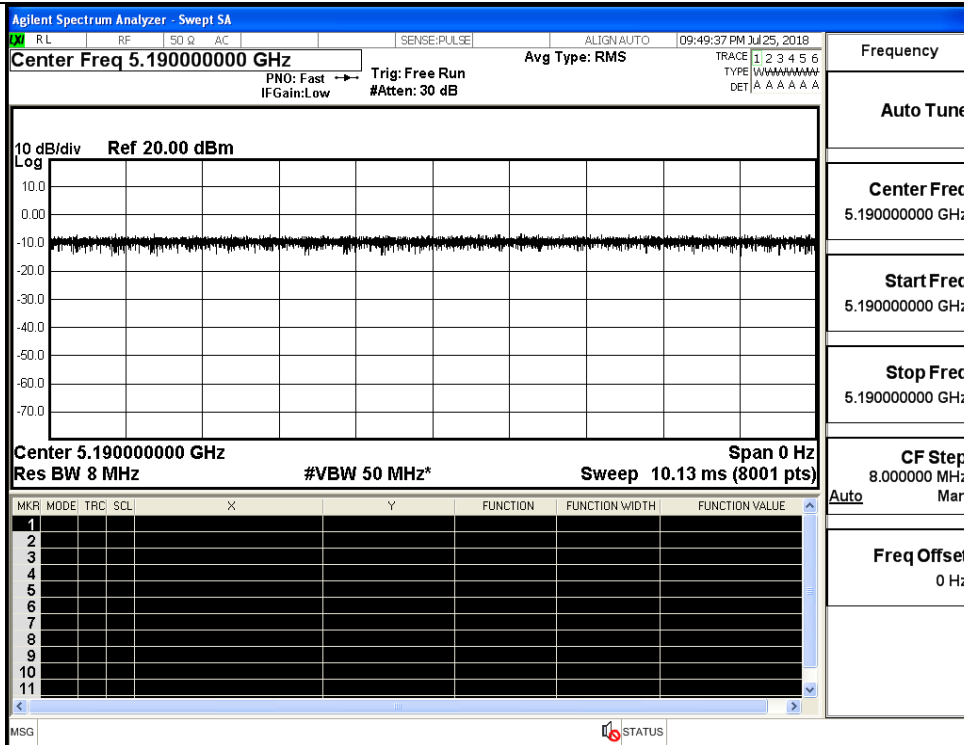 Agilent Spectrum Analyzer - Swept SA
LXI RL RF 50 Ω AC SENSE:PULSE ALIGN AUTO 09:49:37 PM Jul 25, 2018
Center Freq 5.190000000 GHz Avg Type: RMS TRACE 1 2 3 4 5 6
PNO: Fast Trig: Free Run TYPE WWWWWW
IFGain:Low #Atten: 30 dB DET A A A A A A
10 dB/div Ref 20.00 dBm
Log
10.0
0.00
-10.0
-20.0
-30.0
-40.0
-50.0
-60.0
-70.0
Center 5.190000000 GHz Span 0 Hz
Res BW 8 MHz #VBW 50 MHz* Sweep 10.13 ms (8001 pts)
MKR MODE TRC SCL X Y FUNCTION FUNCTION WIDTH FUNCTION VALUE
1
2
3
4
5
6
7
8
9
10
11
MSG STATUS
Frequency
Auto Tune
Center Freq
5.190000000 GHz
Start Freq
5.190000000 GHz
Stop Freq
5.190000000 GHz
CF Step
8.000000 MHz
Auto Man
Freq Offset
0 Hz